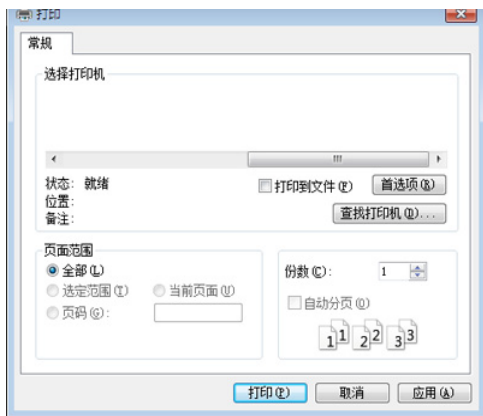 打印
常规
选择打印机
状态: 就绪
打印到文件(F)
首选项(R)
位置:
备注:
查找打印机(D)...
页面范围
全部(L)
选定范围(T)
当前页面(U)
页码(G):
份数(C):
1
自动分页(O)
1 1 2 2 3 3
打印(P)
取消
应用(A)